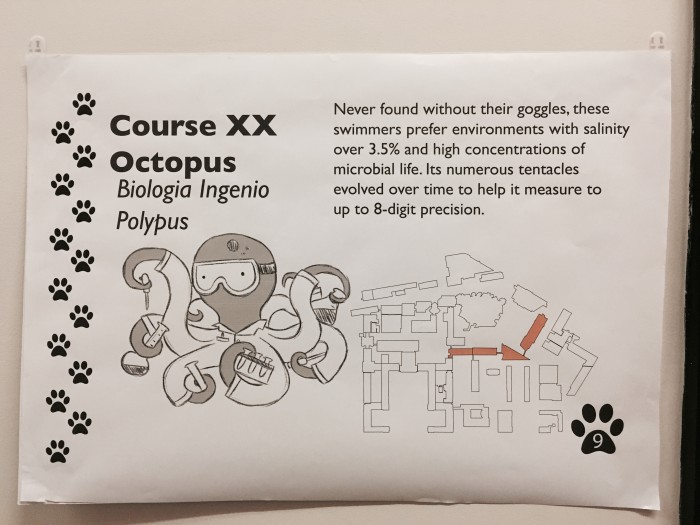 Course XX
Octopus
Biologia Ingenio
Polypus
Never found without their goggles, these
swimmers prefer environments with salinity
over 3.5% and high concentrations of
microbial life. Its numerous tentacles
evolved over time to help it measure to
up to 8-digit precision.
9